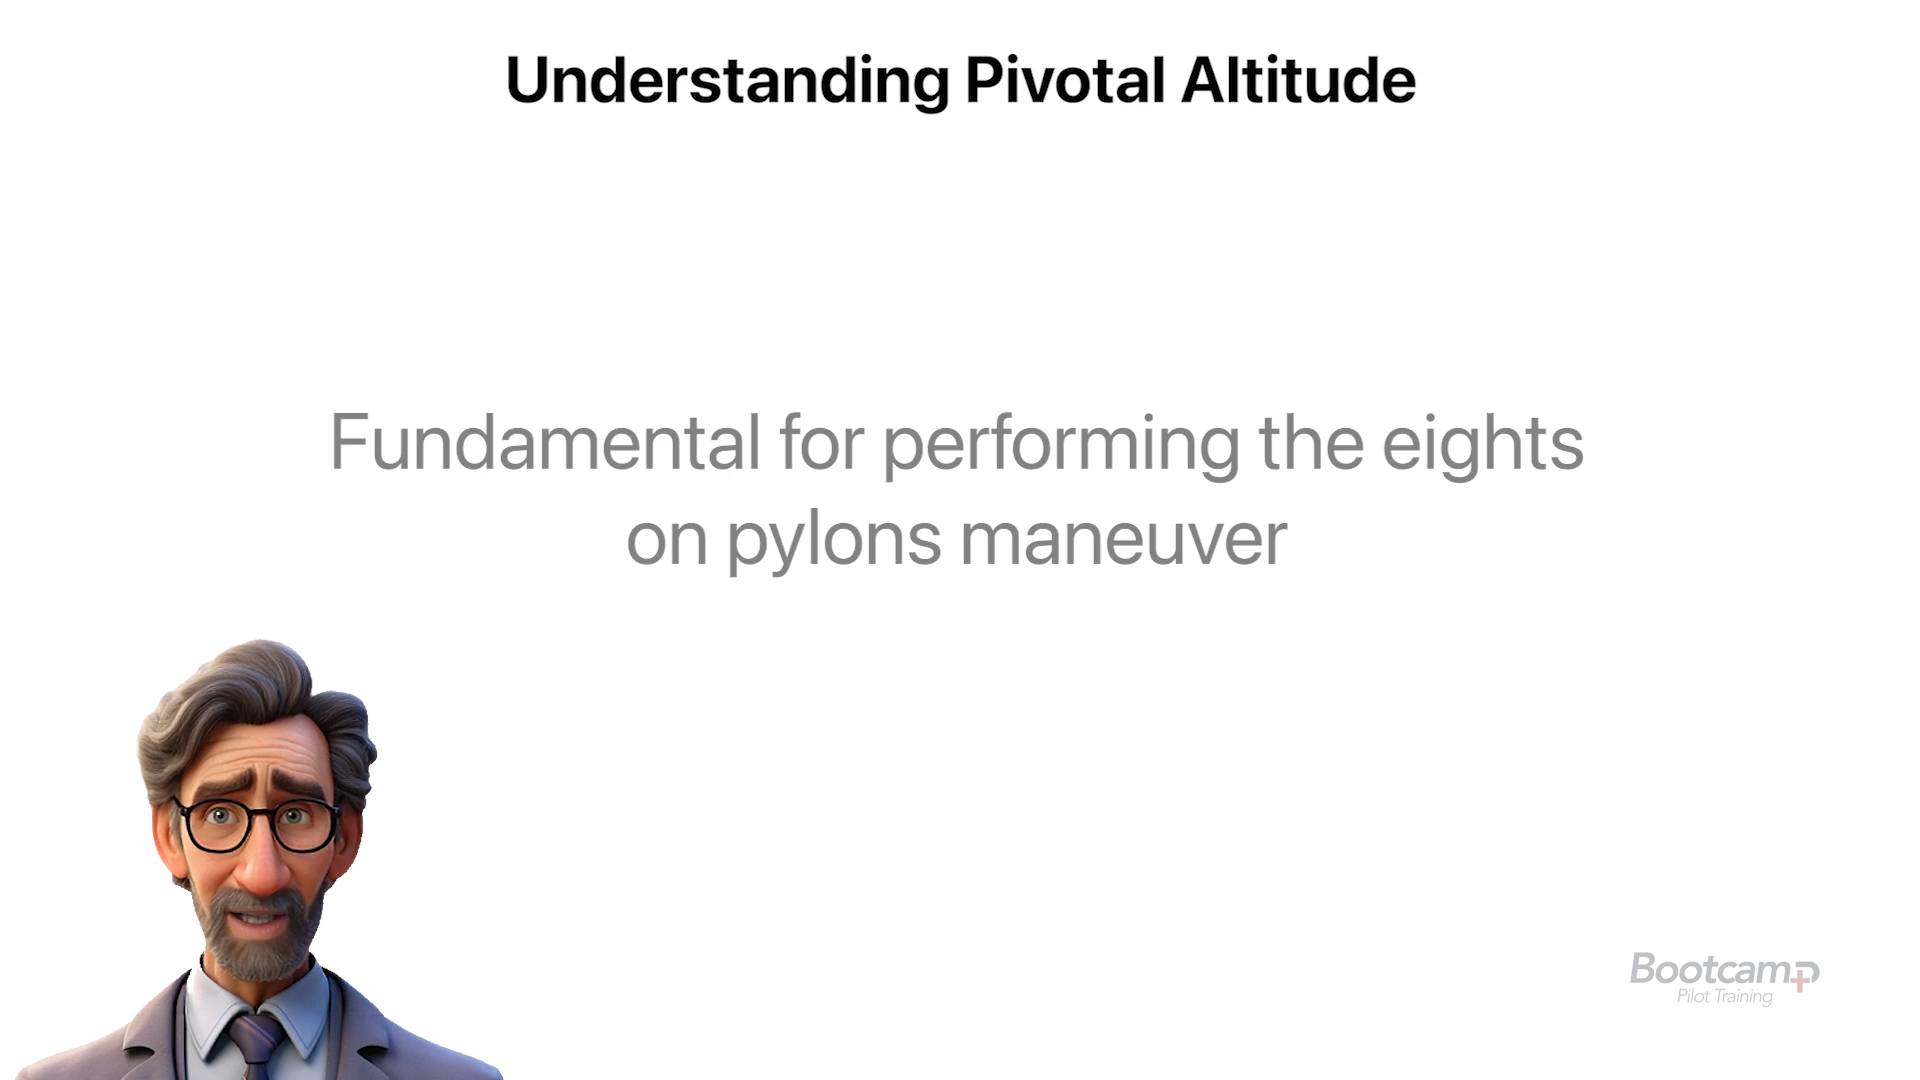 Understanding Pivotal Altitude
Fundamental for performing the eights
on pylons maneuver
Bootcamp
Pilot Training